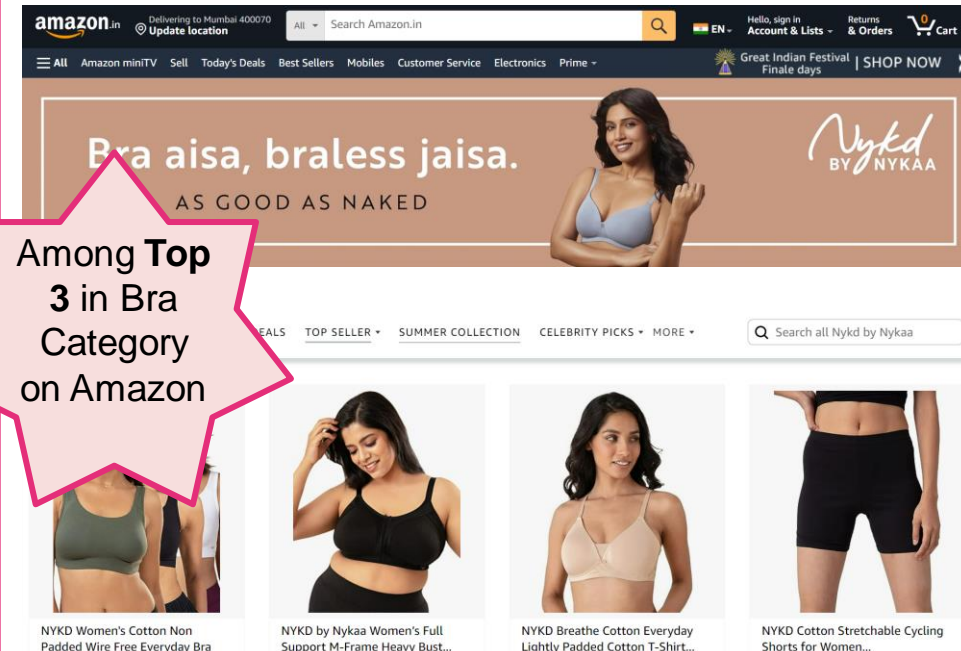 amazon.in
Delivering to Mumbai 400070
Update location
All
Search Amazon.in
EN
Hello, sign in
Account & Lists
Returns
& Orders
0
Cart
All Amazon miniTV Sell Today's Deals Best Sellers Mobiles Customer Service Electronics Prime
Great Indian Festival
Finale days
SHOP NOW
Bra aisa, braless jaisa.
AS GOOD AS NAKED
Nykd
BY NYKAA
Among Top
3 in Bra
Category
on Amazon
TOP SELLER SUMMER COLLECTION CELEBRITY PICKS MORE
Search all Nykd by Nykaa
NYKD Women's Cotton Non
Padded Wire Free Everyday Bra
NYKD by Nykaa Women's Full
Support M-Frame Heavy Bust...
NYKD Breathe Cotton Everyday
Lightly Padded Cotton T-Shirt...
NYKD Cotton Stretchable Cycling
Shorts for Women...